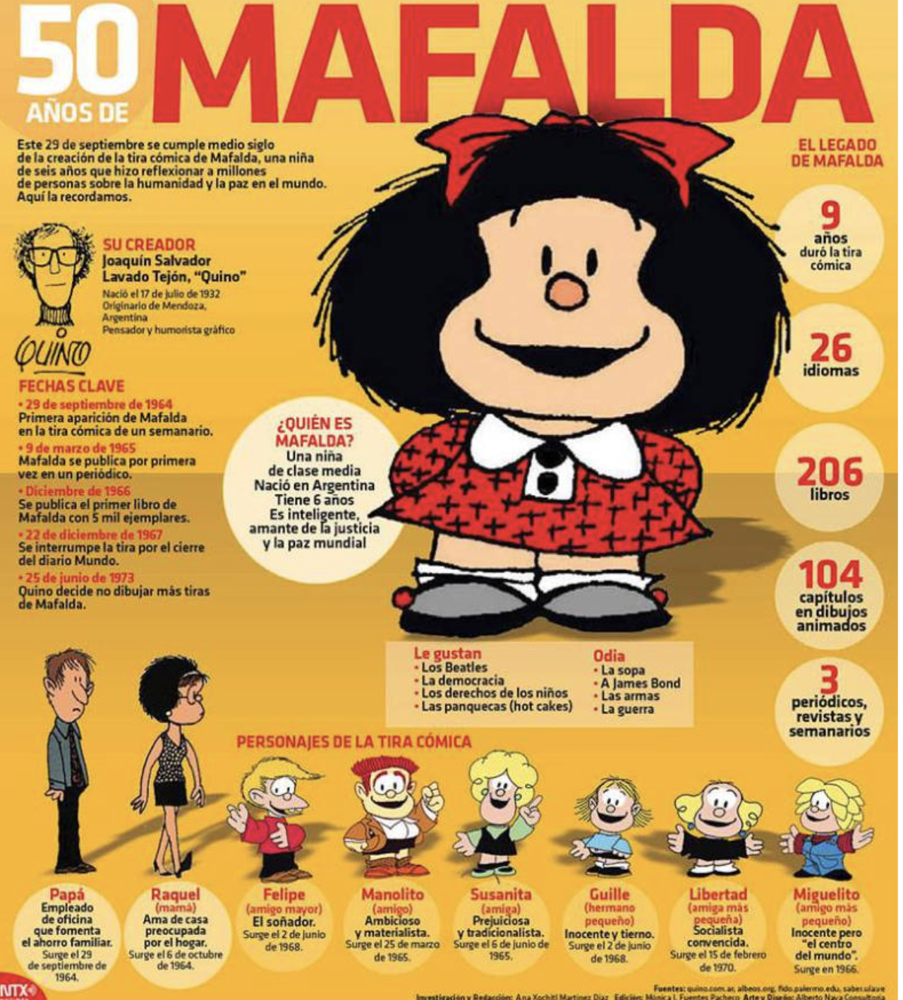 50
AÑOS DE
MAFALDA
Este 29 de septiembre se cumple medio siglo
de la creación de la tira cómica de Mafalda, una niña
de seis años que hizo reflexionar a millones
de personas sobre la humanidad y la paz en el mundo.
Aquí la recordamos.
SU CREADOR
Joaquín Salvador
Lavado Tejón, “Quino”
Nació el 17 de julio de 1932
Originario de Mendoza,
Argentina
Pensador y humorista gráfico
QUINO
FECHAS CLAVE
• 29 de septiembre de 1964
Primera aparición de Mafalda
en la tira cómica de un semanario.
• 9 de marzo de 1965
Mafalda se publica por primera
vez en un periódico.
• Diciembre de 1966
Se publica el primer libro de
Mafalda con 5 mil ejemplares.
• 22 de diciembre de 1967
Se interrumpe la tira por el cierre
del diario Mundo.
• 25 de junio de 1973
Quino decide no dibujar más tiras
de Mafalda.
¿QUIÉN ES
MAFALDA?
Una niña
de clase media
Nació en Argentina
Tiene 6 años
Es inteligente,
amante de la justicia
y la paz mundial
EL LEGADO
DE MAFALDA
9
años
duró la tira
cómica
26
idiomas
206
libros
104
capítulos
en dibujos
animados
3
periódicos,
revistas y
semanarios
Le gustan
• Los Beatles
• La democracia
• Los derechos de los niños
• Las panquecas (hot cakes)
Odia
• La sopa
• A James Bond
• Las armas
• La guerra
PERSONAJES DE LA TIRA CÓMICA
Papá
Empleado
de oficina
que fomenta
el ahorro familiar.
Surge el 29
de septiembre de
1964.
Raquel
(mamá)
Ama de casa
preocupada
por el hogar.
Surge el 6 de octubre
de 1964.
Felipe
(amigo mayor)
El soñador.
Surge el 2 de junio
de 1968.
Manolito
(amigo)
Ambicioso
y materialista.
Surge el 25 de marzo
de 1965.
Susanita
(amiga)
Prejuiciosa
y tradicionalista.
Surge el 6 de junio de
1965.
Guille
(hermano
pequeño)
Inocente y tierno.
Surge el 2 de junio
de 1968.
Libertad
(amiga más
pequeña)
Socialista
convencida.
Surge el 15 de febrero
de 1970.
Miguelito
(amigo más
pequeño)
Inocente pero
“el centro
del mundo”.
Surge en 1966.
NTX
Fuentes: quino.com.ar, albeos.org, fido.palermo.edu, saber.ula.ve
Investigación y Redacción: Ana Xochitl Martínez Díaz Edición: Mónica I. Fuentes Pacheco Arte y Diseño: Alberto Nava Consultoría